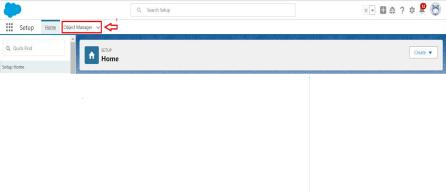 Search Setup
Setup
Home
Object Manager
Quick Find
Setup Home
SETUP
Home
Create